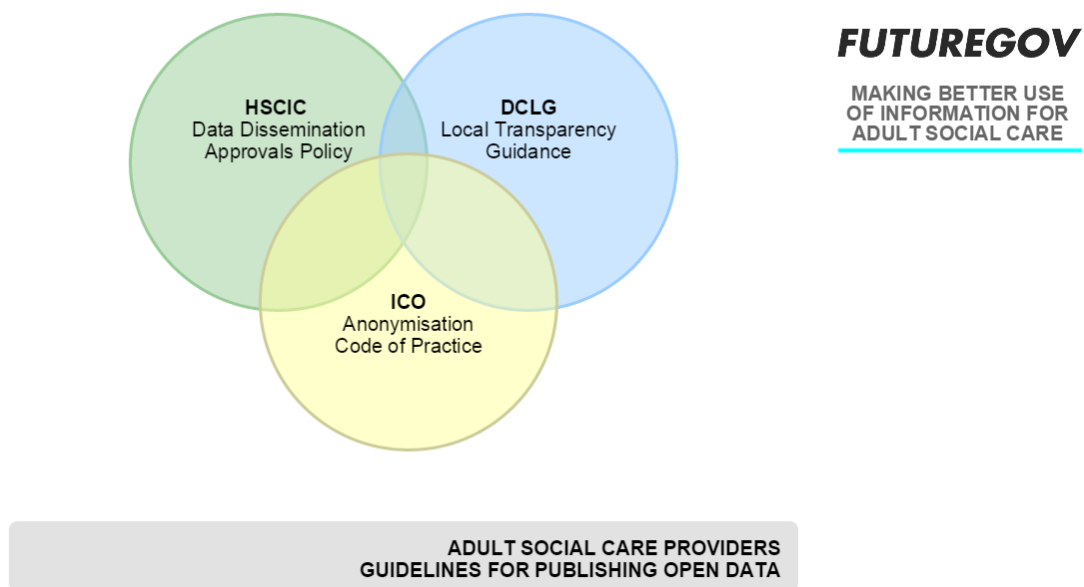 HSCIC
Data Dissemination
Approvals Policy
DCLG
Local Transparency
Guidance
ICO
Anonymisation
Code of Practice
FUTUREGOV
MAKING BETTER USE
OF INFORMATION FOR
ADULT SOCIAL CARE
ADULT SOCIAL CARE PROVIDERS
GUIDELINES FOR PUBLISHING OPEN DATA